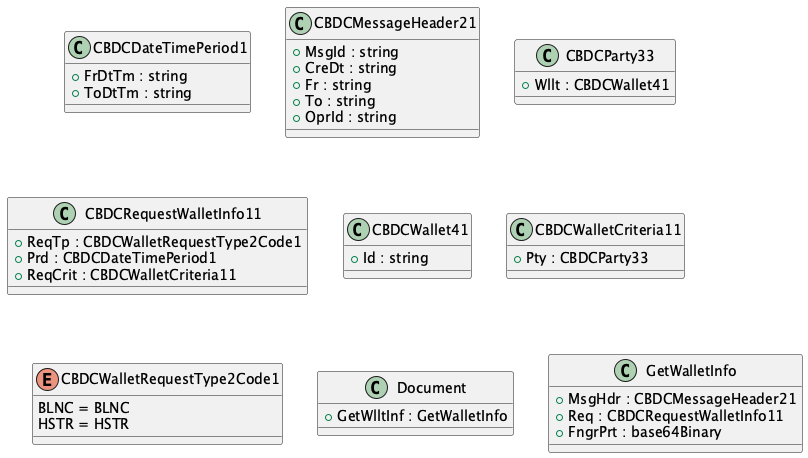 C CBDCDateTimePeriod1
FrDtTm : string
ToDtTm : string
C CBDCMessageHeader21
MsgId : string
CreDt : string
Fr : string
To : string
OprId : string
C CBDCParty33
Wllt : CBDCWallet41
C CBDCRequestWalletInfo11
ReqTp : CBDCWalletRequestType2Code1
Prd : CBDCDateTimePeriod1
ReqCrit : CBDCWalletCriteria11
C CBDCWallet41
Id : string
C CBDCWalletCriteria11
Pty : CBDCParty33
E CBDCWalletRequestType2Code1
BLNC = BLNC
HSTR = HSTR
C Document
GetWlltInf : GetWalletInfo
C GetWalletInfo
MsgHdr : CBDCMessageHeader21
Req : CBDCRequestWalletInfo11
FngrPrt : base64Binary